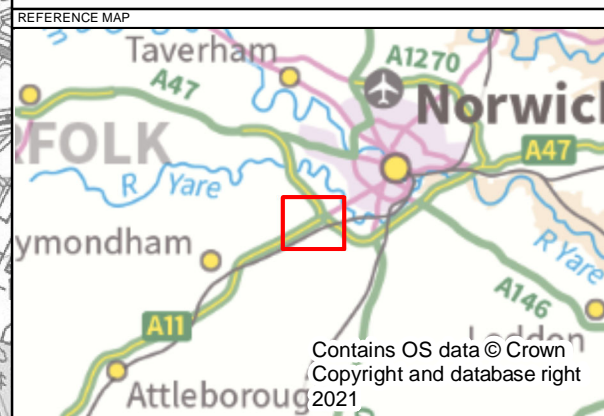 REFERENCE MAP
Taverham
A1270
A47
Norwich
RFOLK
A47
R Yare
ymondham
R Yare
A146
A11
Loddon
Contains OS data © Crown
Copyright and database right
2021
Attleboroug